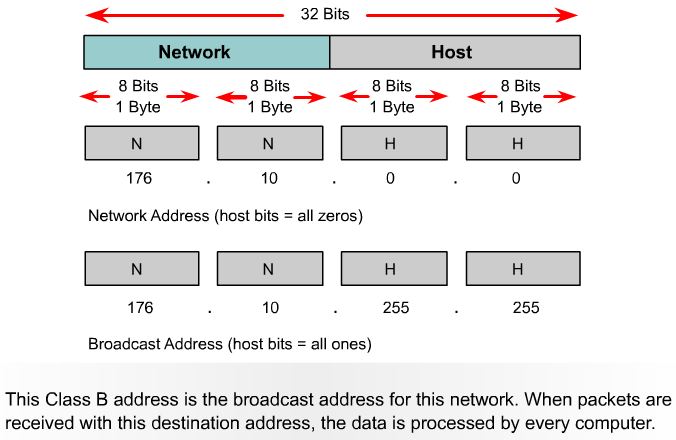 32 Bits
Network Host
8 Bits 8 Bits 8 Bits 8 Bits
1 Byte 1 Byte 1 Byte 1 Byte
N N H H
176 . 10 . 0 . 0
Network Address (host bits = all zeros)
N N H H
176 . 10 . 255 . 255
Broadcast Address (host bits = all ones)
This Class B address is the broadcast address for this network. When packets are
received with this destination address, the data is processed by every computer.